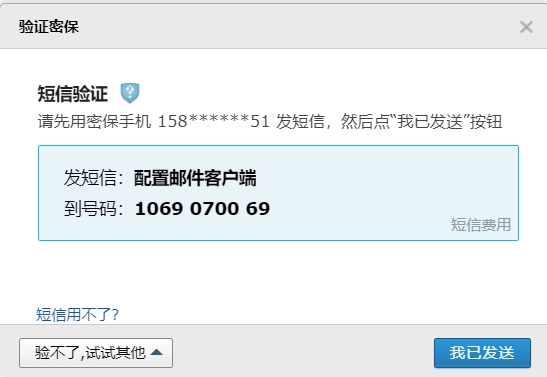 验证密保
短信验证
请先用密保手机 158******51 发短信，然后点“我已发送”按钮
发短信：配置邮件客户端
到号码：1069 0700 69
短信费用
短信用不了?
验不了,试试其他
我已发送